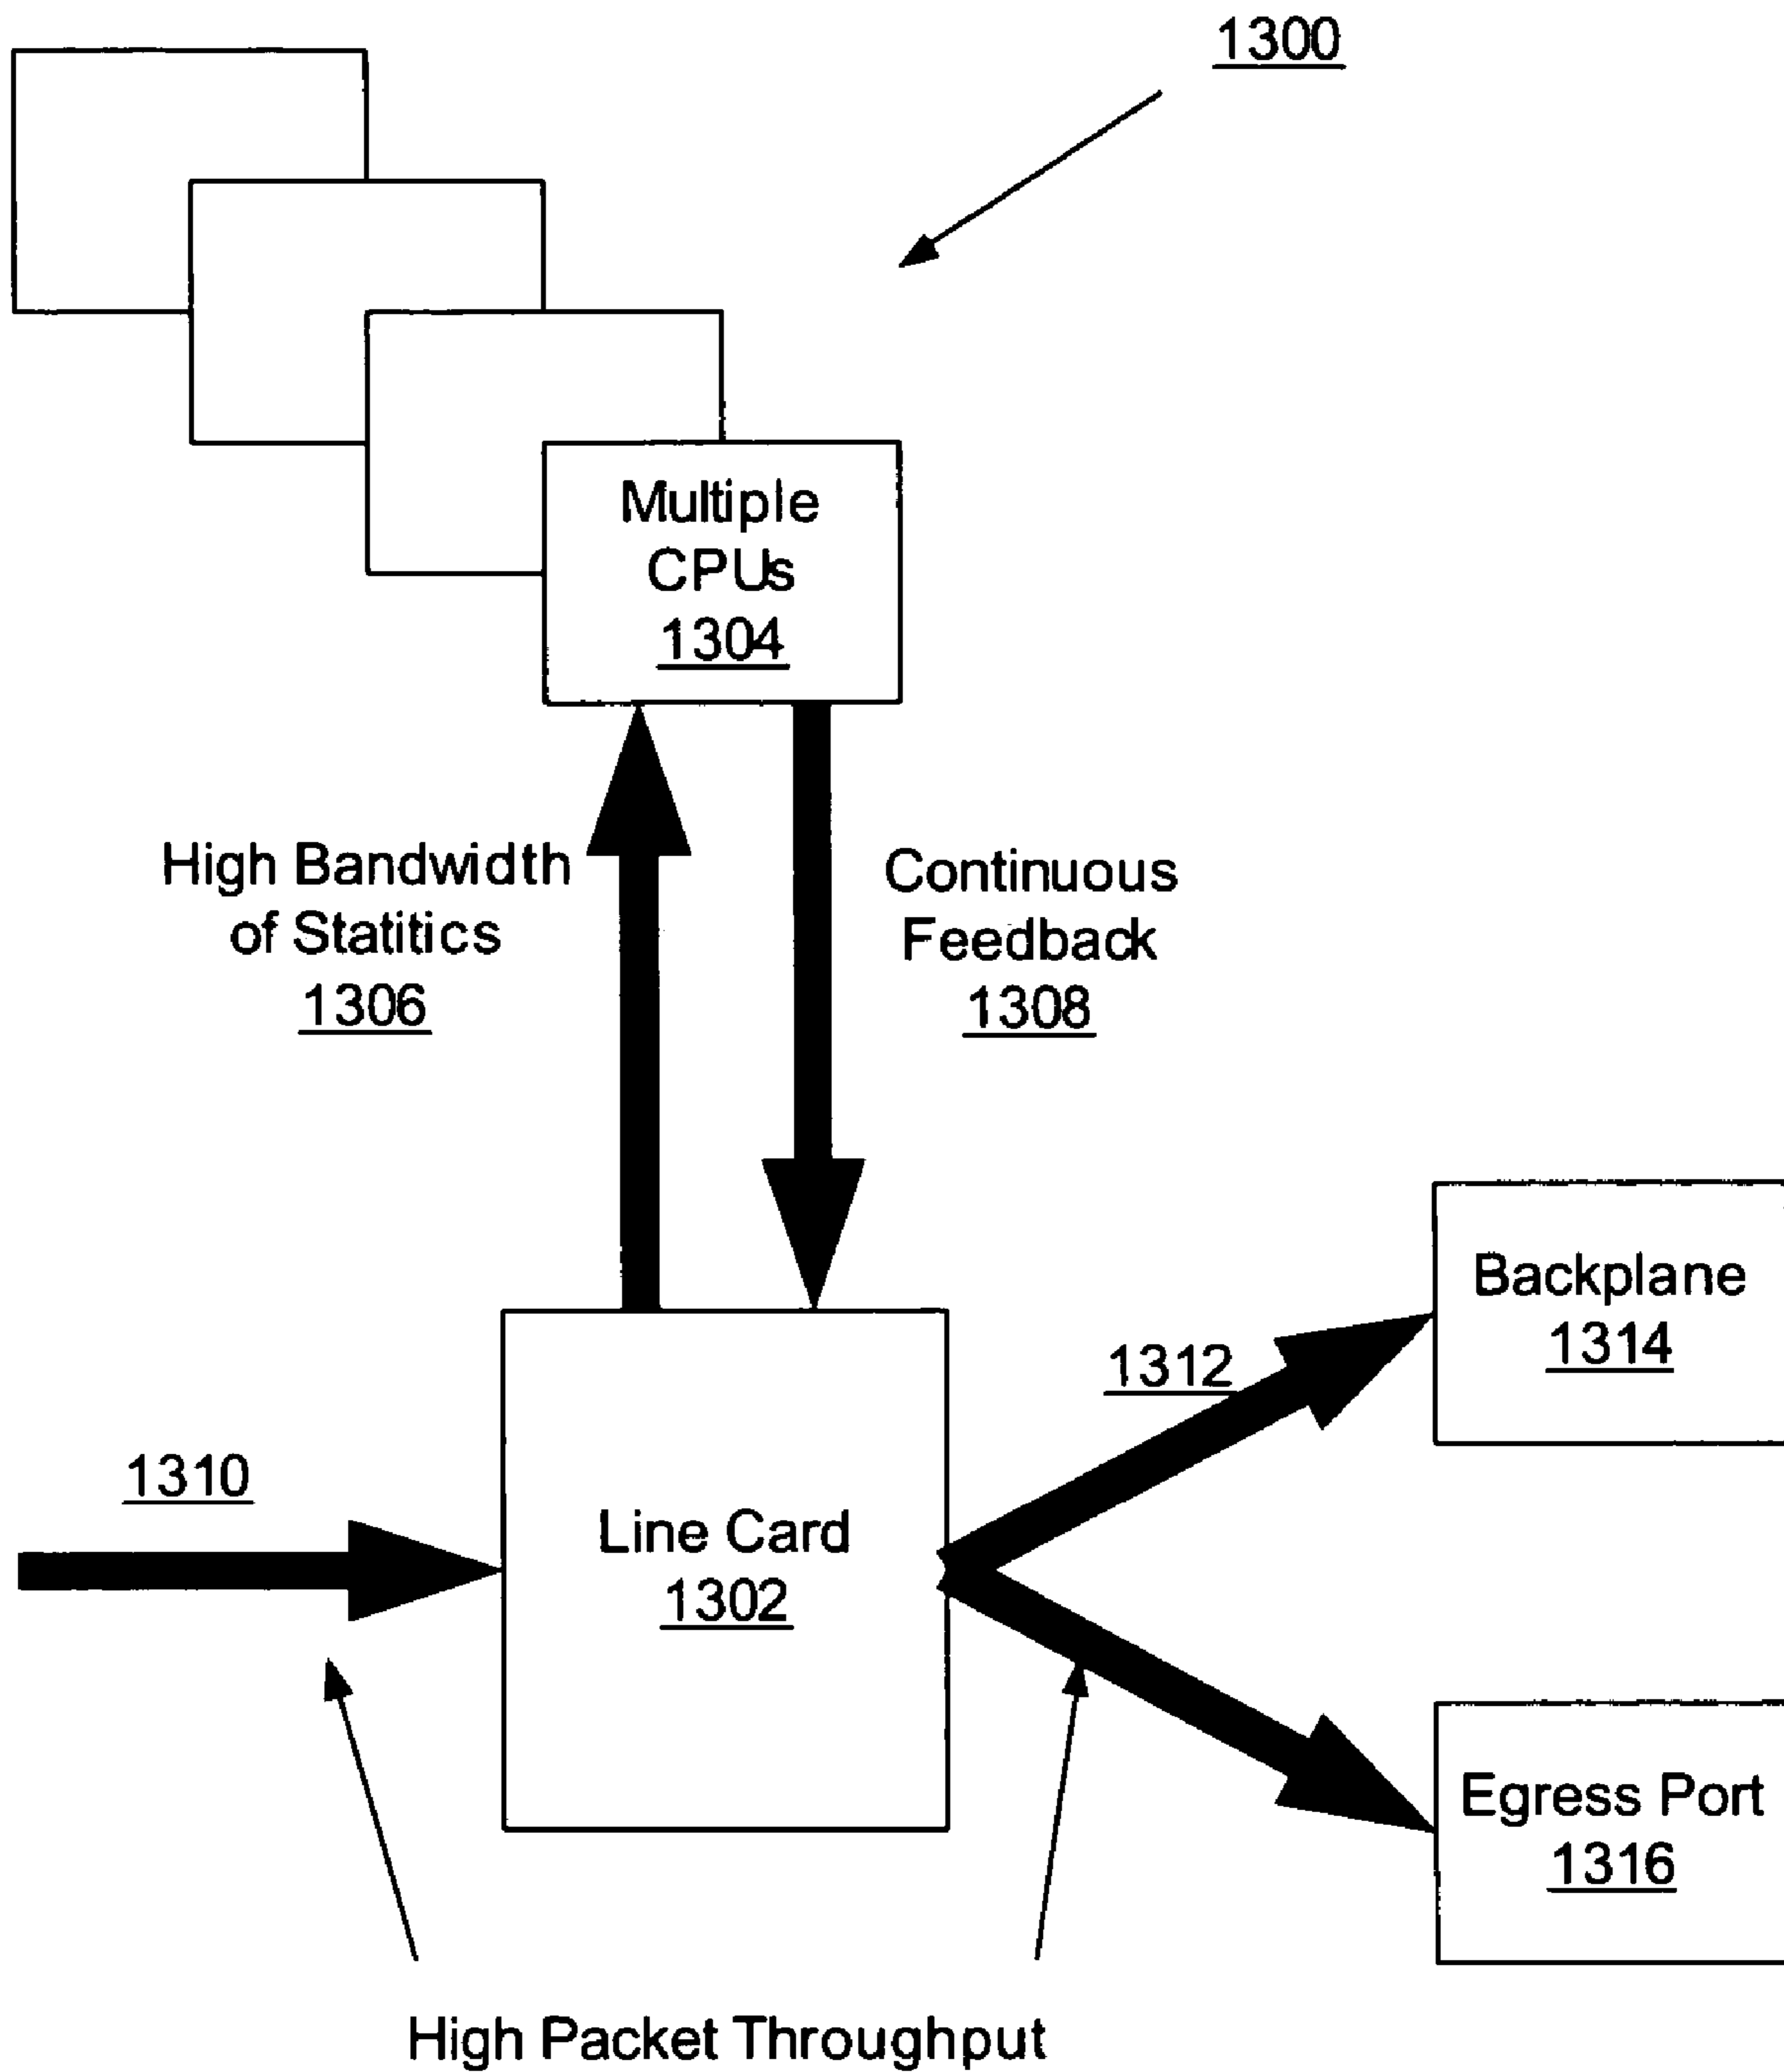 1300
Multiple
CPUs
1304
High Bandwidth
of Statitics
1306
Continuous
Feedback
1308
Backplane
1314
1312
1310
Line Card
1302
Egress Port
1316
High Packet Throughput